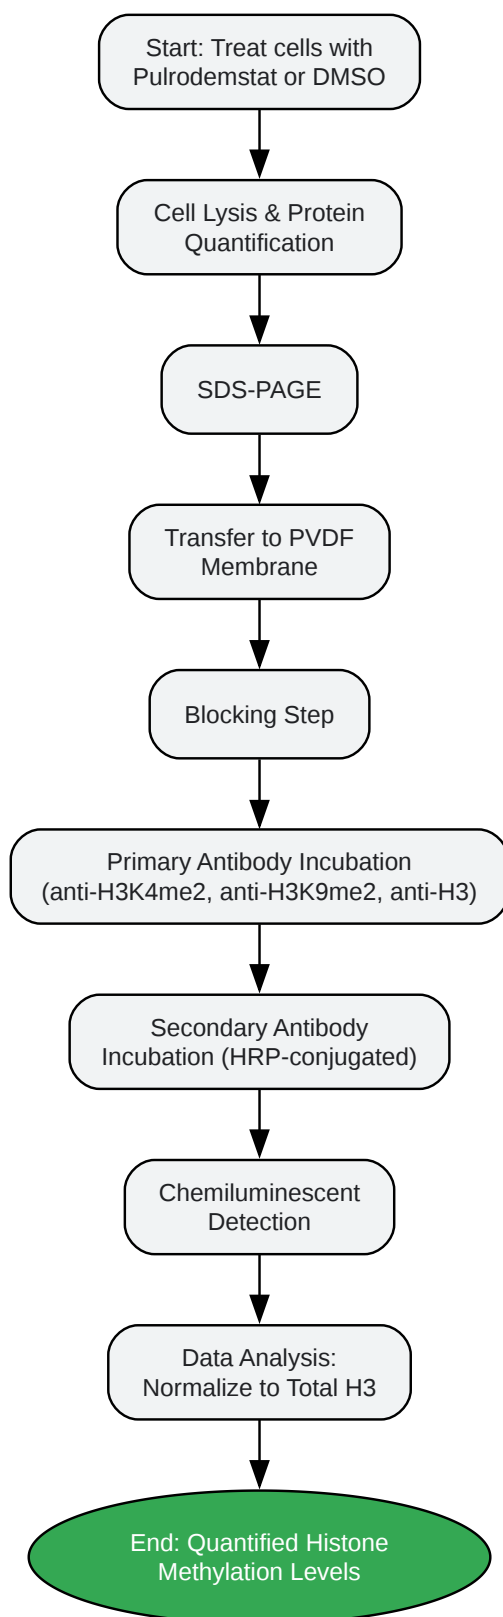 Start: Treat cells with
Pulrodemstat or DMSO
Cell Lysis & Protein
Quantification
SDS-PAGE
Transfer to PVDF
Membrane
Blocking Step
Primary Antibody Incubation
(anti-H3K4me2, anti-H3K9me2, anti-H3)
Secondary Antibody
Incubation (HRP-conjugated)
Chemiluminescent
Detection
Data Analysis:
Normalize to Total H3
End: Quantified Histone
Methylation Levels